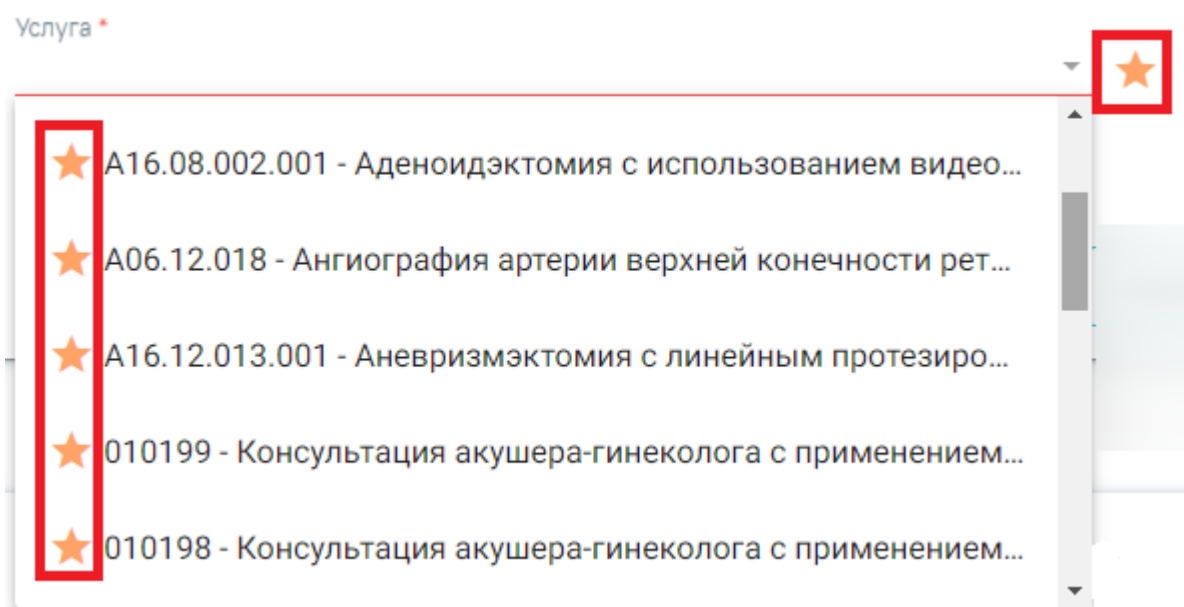 Услуга *
A16.08.002.001 - Аденоидэктомия с использованием видео...
A06.12.018 - Ангиография артерии верхней конечности рет...
A16.12.013.001 - Аневризмэктомия с линейным протезиро...
010199 - Консультация акушера-гинеколога с применением...
010198 - Консультация акушера-гинеколога с применением...